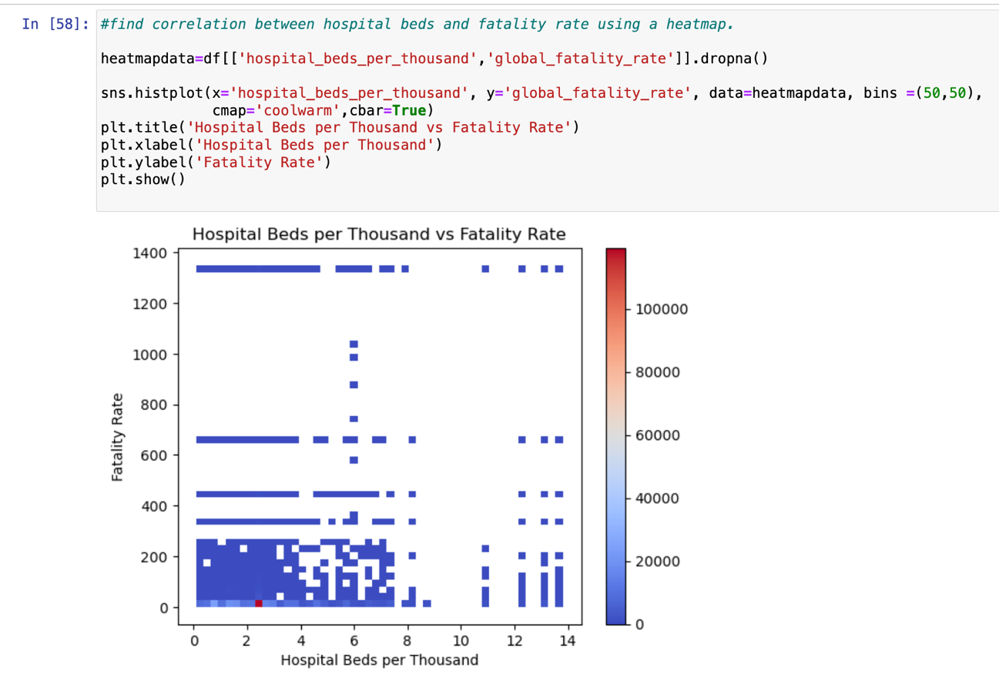 In [58]: #find correlation between hospital beds and fatality rate using a heatmap.
heatmapdata=df[['hospital_beds_per_thousand','global_fatality_rate']].dropna()
sns.histplot(x='hospital_beds_per_thousand', y='global_fatality_rate', data=heatmapdata, bins =(50,50),
cmap='coolwarm',cbar=True)
plt.title('Hospital Beds per Thousand vs Fatality Rate')
plt.xlabel('Hospital Beds per Thousand')
plt.ylabel('Fatality Rate')
plt.show()
Hospital Beds per Thousand vs Fatality Rate
Fatality Rate
1400
1200
1000
800
600
400
200
0
0 2 4 6 8 10 12 14
Hospital Beds per Thousand
100000
80000
60000
40000
20000
0